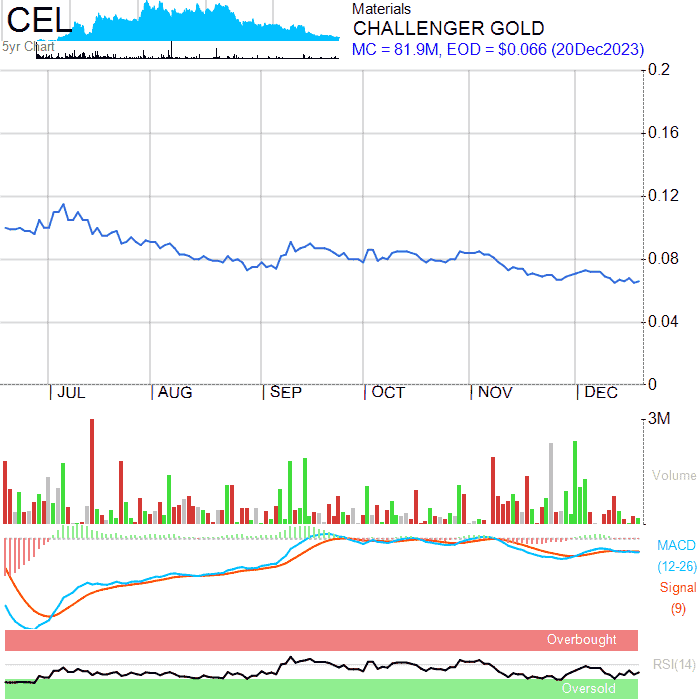 CEL
5yr Chart
Materials
CHALLENGER GOLD
MC = 81.9M, EOD = $0.066 (20Dec2023)
0.2
0.16
0.12
0.08
0.04
0
JUL AUG SEP OCT NOV DEC
3M
Volume
MACD
(12-26)
Signal
(9)
Overbought
RSI(14)
Oversold